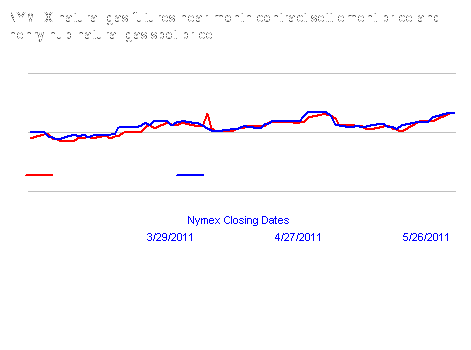 NYMEX natural gas futures near-month contract settlement price and
henry hub natural gas spot price
Nymex Closing Dates
3/29/2011 4/27/2011 5/26/2011